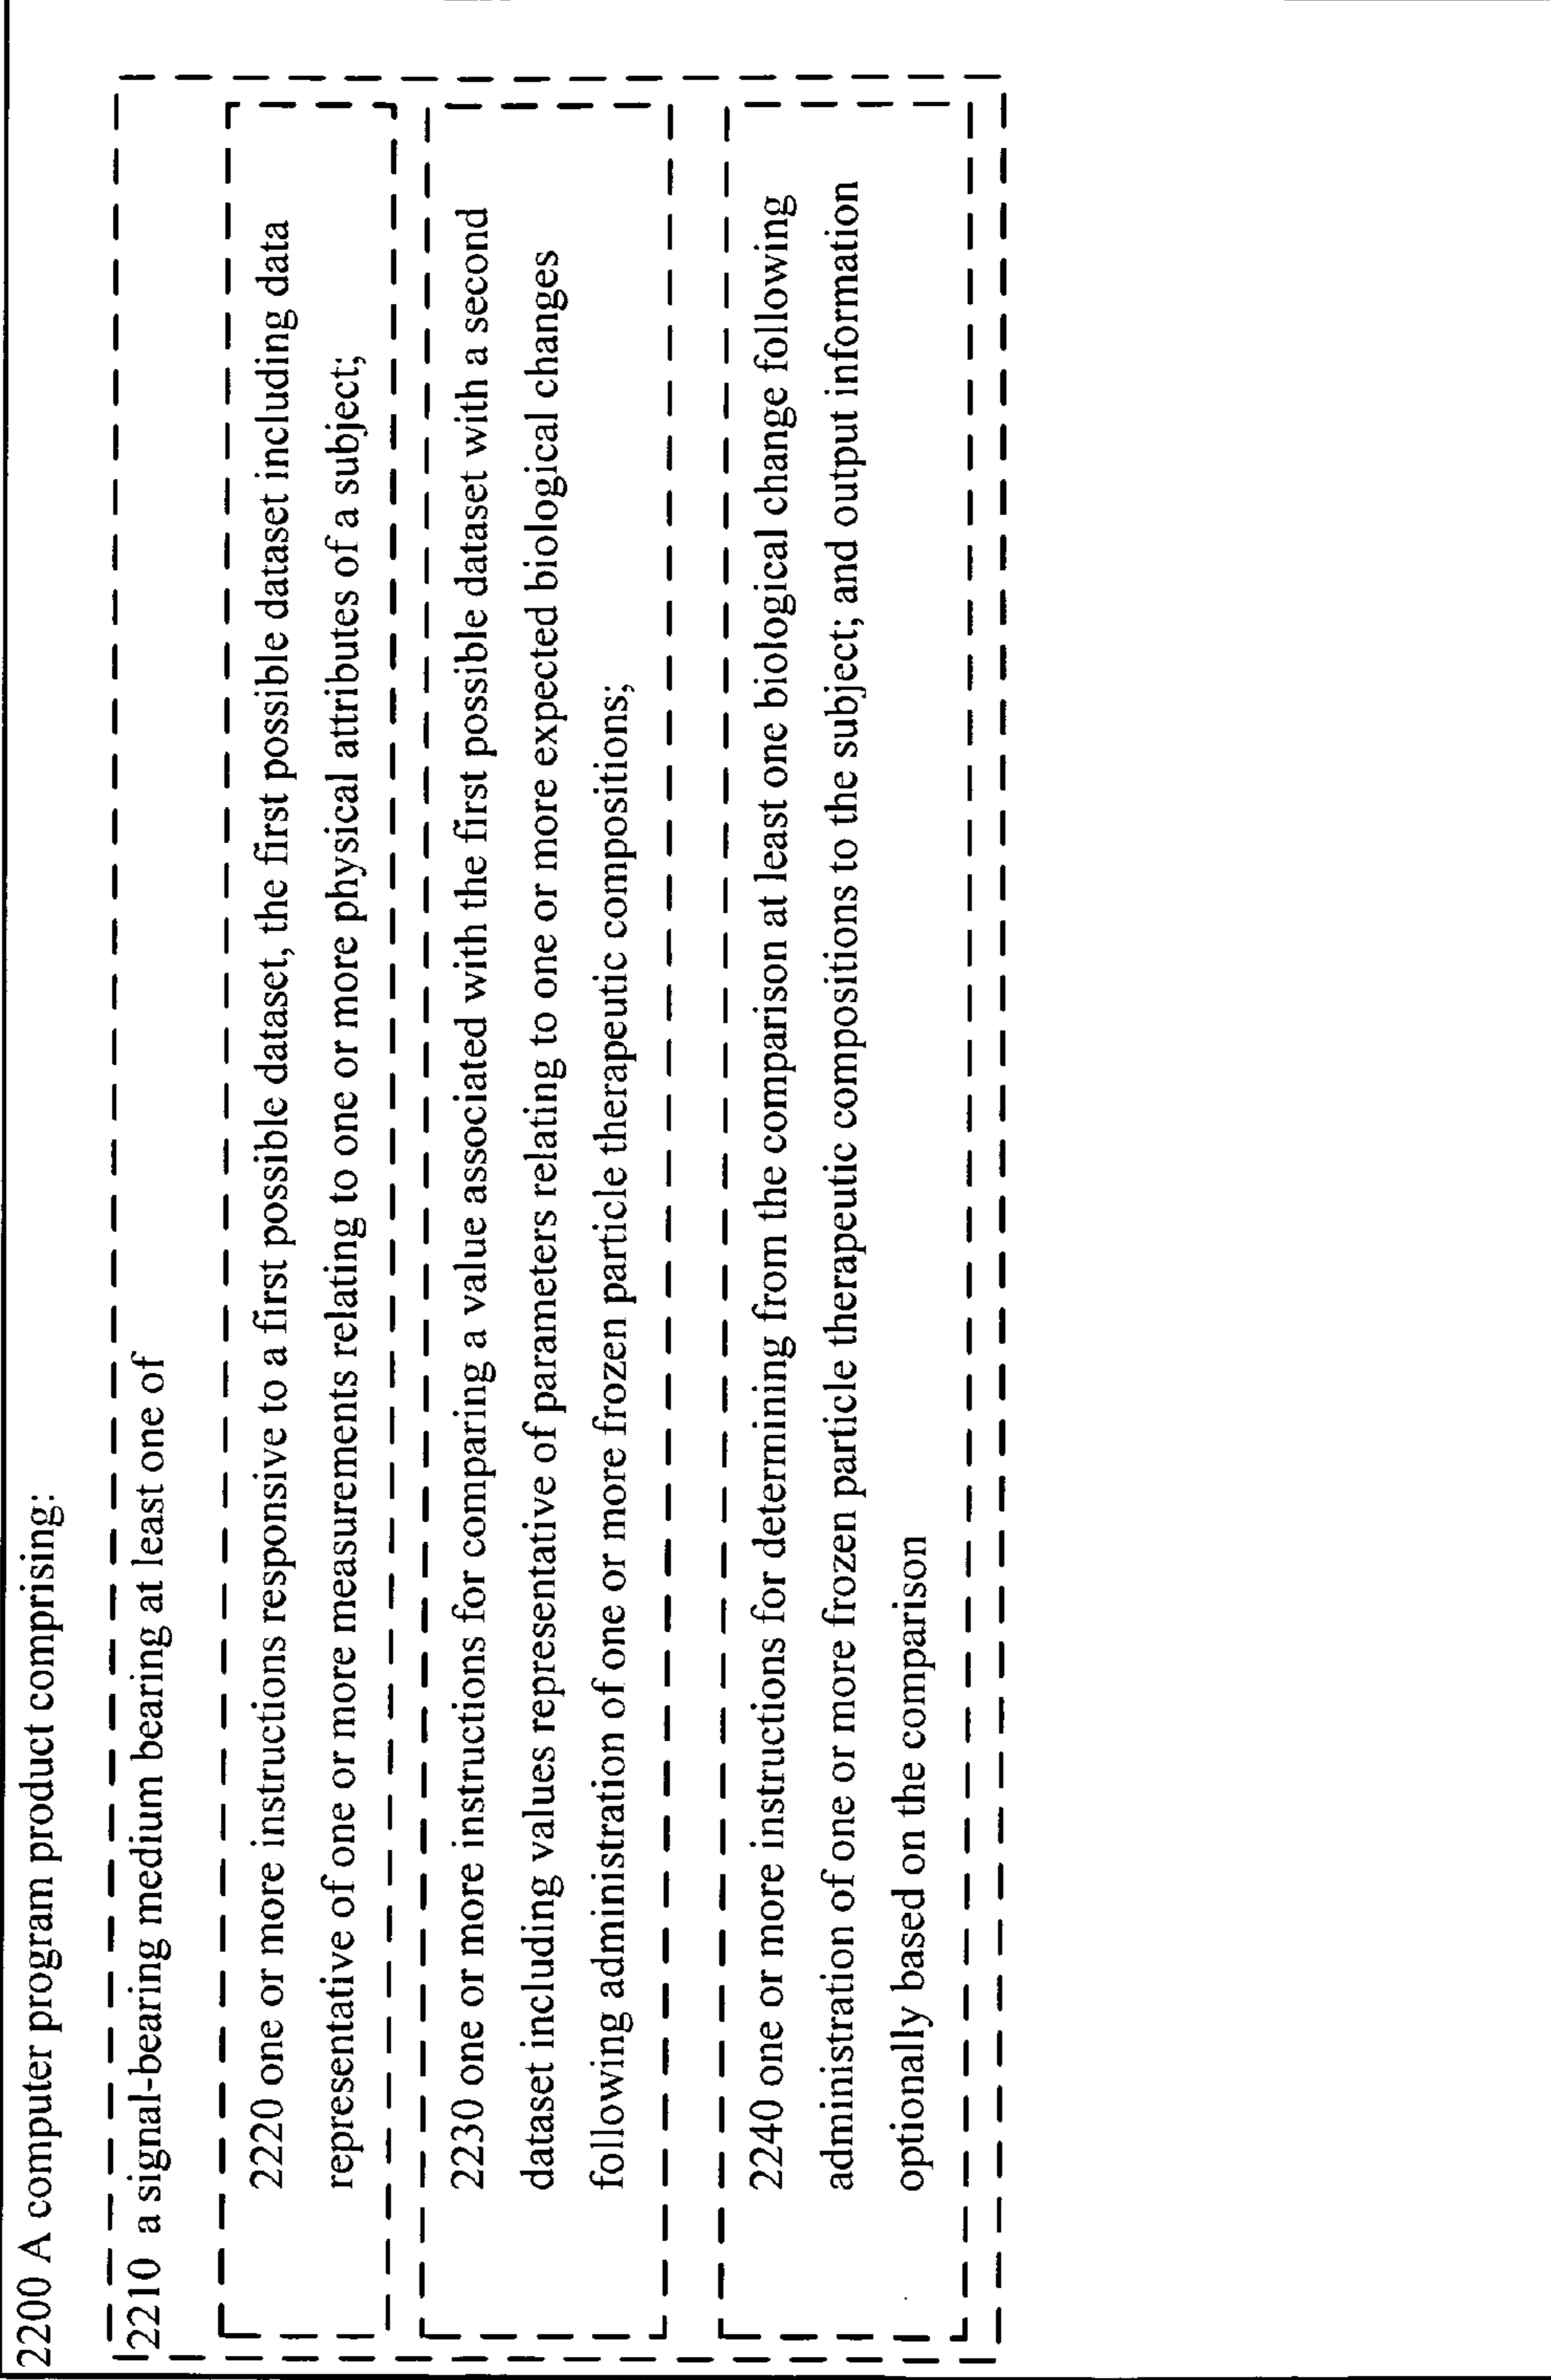 2200 A computer program product comprising:
2210 a signal-bearing medium bearing at least one of
2220 one or more instructions responsive to a first possible dataset, the first possible dataset including data
representative of one or more measurements relating to one or more physical attributes of a subject;
2230 one or more instructions for comparing a value associated with the first possible dataset with a second
dataset including values representative of parameters relating to one or more expected biological changes
following administration of one or more frozen particle therapeutic compositions;
2240 one or more instructions for determining from the comparison at least one biological change following
administration of one or more frozen particle therapeutic compositions to the subject; and output information
optionally based on the comparison